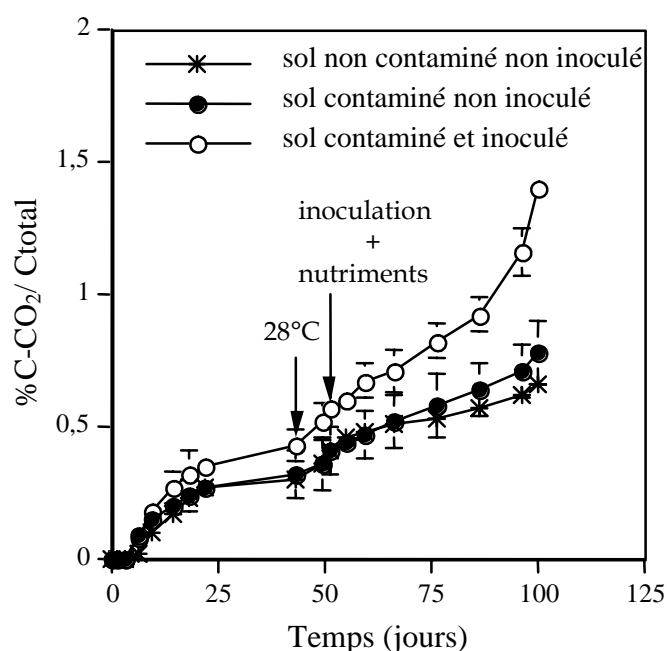 2
sol non contaminé non inoculé
sol contaminé non inoculé
sol contaminé et inoculé
1,5
inoculation
+
nutriments
1
28°C
0,5
0
0
25
50
75
100
125
%C-CO₂/ Ctotal
Temps (jours)